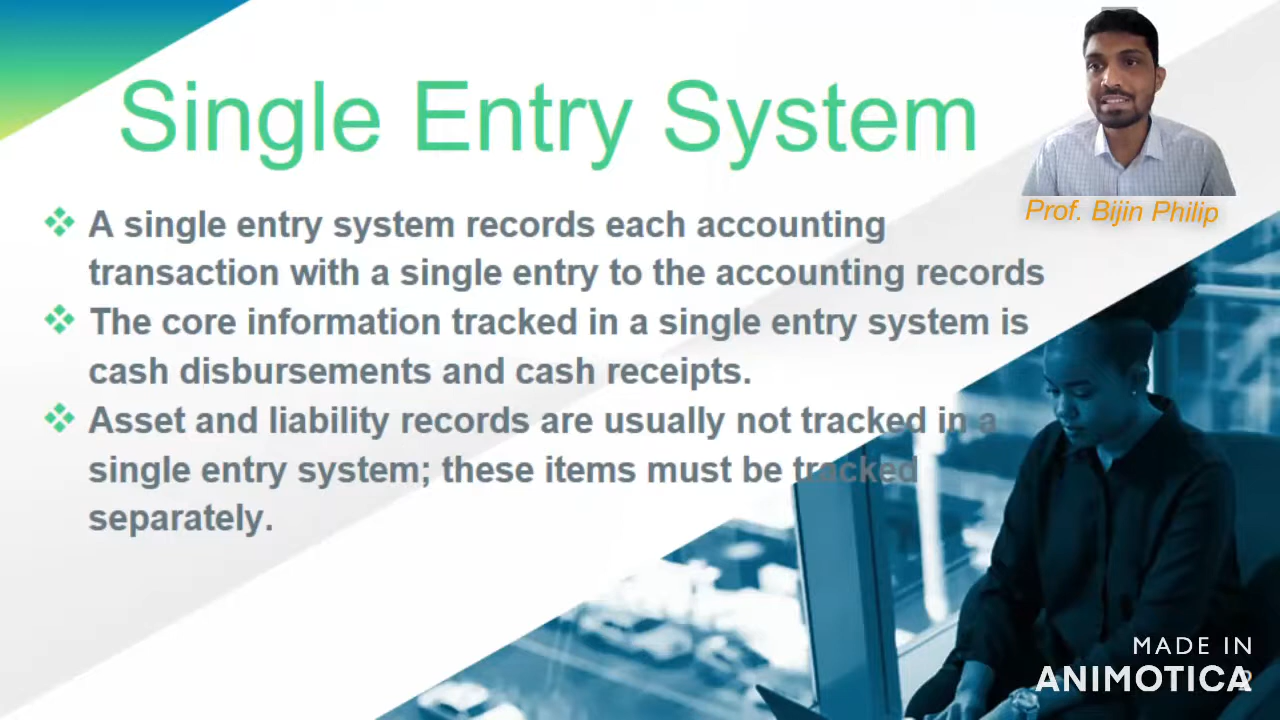 Single Entry System
Prof. Bijin Philip
❖ A single entry system records each accounting
transaction with a single entry to the accounting records
❖ The core information tracked in a single entry system is
cash disbursements and cash receipts.
❖ Asset and liability records are usually not tracked in a
single entry system; these items must be tracked
separately.
MADE IN
ANIMOTICA